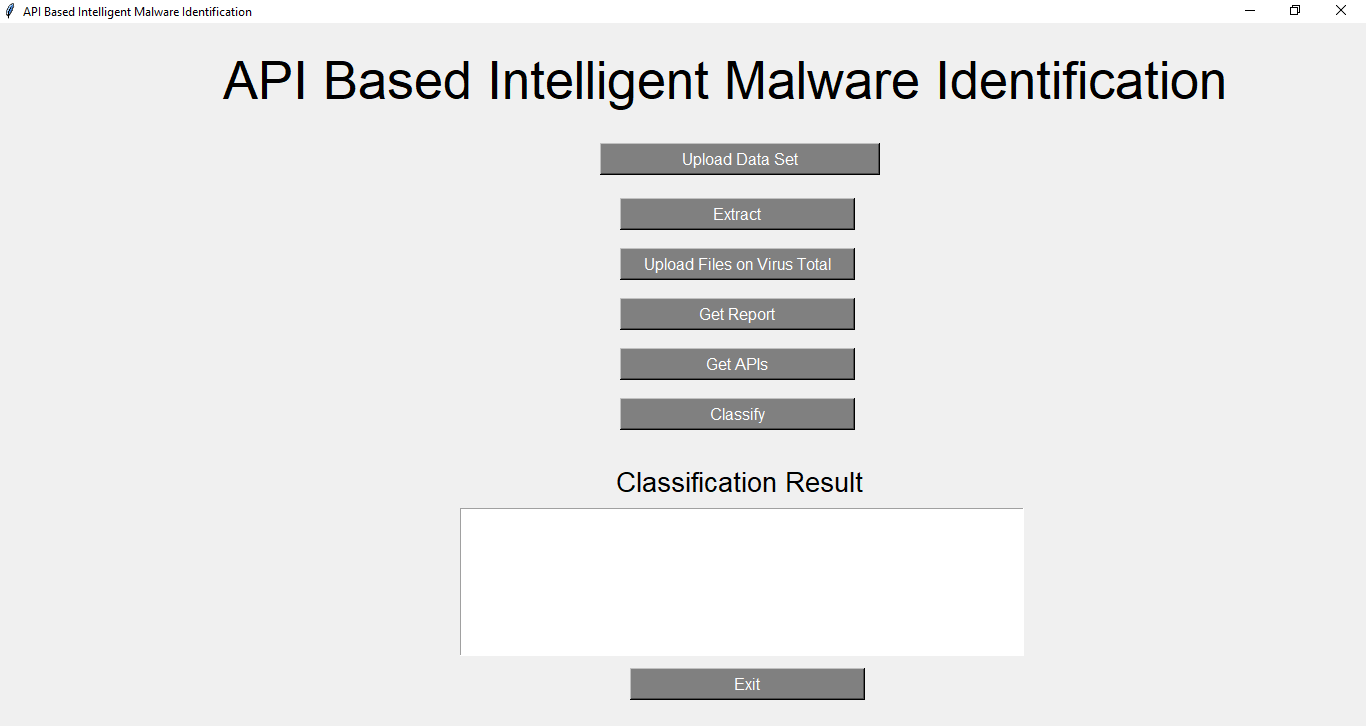 API Based Intelligent Malware Identification
API Based Intelligent Malware Identification
Upload Data Set
Extract
Upload Files on Virus Total
Get Report
Get APIs
Classify
Classification Result
Exit